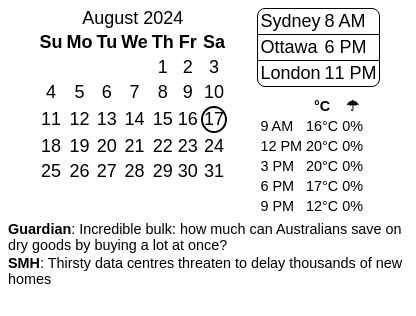 August 2024
Su Mo Tu We Th Fr Sa
1 2 3
4 5 6 7 8 9 10
11 12 13 14 15 16 17
18 19 20 21 22 23 24
25 26 27 28 29 30 31
Sydney 8 AM
Ottawa 6 PM
London 11 PM
°C ☂
9 AM 16°C 0%
12 PM 20°C 0%
3 PM 20°C 0%
6 PM 17°C 0%
9 PM 12°C 0%
Guardian: Incredible bulk: how much can Australians save on
dry goods by buying a lot at once?
SMH: Thirsty data centres threaten to delay thousands of new
homes